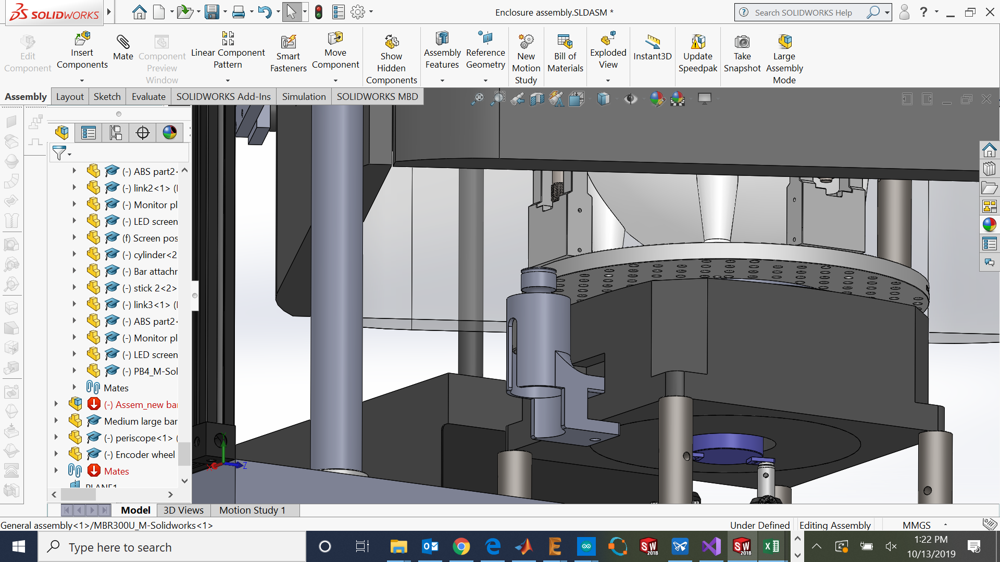 SOLIDWORKS
Enclosure assembly.SLDASM *
Search SOLIDWORKS Help
?
Edit
Component
Insert
Components
Mate
Component
Preview
Window
Linear Component
Pattern
Smart
Fasteners
Move
Component
Show
Hidden
Components
Assembly
Features
Reference
Geometry
New
Motion
Study
Bill of
Materials
Exploded
View
Instant3D
Update
Speedpak
Take
Snapshot
Large
Assembly
Mode
Assembly
Layout
Sketch
Evaluate
SOLIDWORKS Add-Ins
Simulation
SOLIDWORKS MBD
(-) ABS part2<
(-) link2<1> (
(-) Monitor pl
(-) LED screen
(f) Screen pos
(-) cylinder<2
(-) Bar attachr
(-) stick 2<2>
(-) link3<1> (
(-) ABS part2<
(-) Monitor pl
(-) LED screen
(-) PB4_M-Sol
Mates
(-) Assem_new bar
Medium large bar
(-) periscope<1> (
(-) Encoder wheel
Mates
PLANE1
Y
X
Z
Model
3D Views
Motion Study 1
General assembly<1>/MBR300U_M-Solidworks<1>
Under Defined
Editing Assembly
MMGS
Type here to search
SW 2018
SW 2018
1:22 PM
10/13/2019